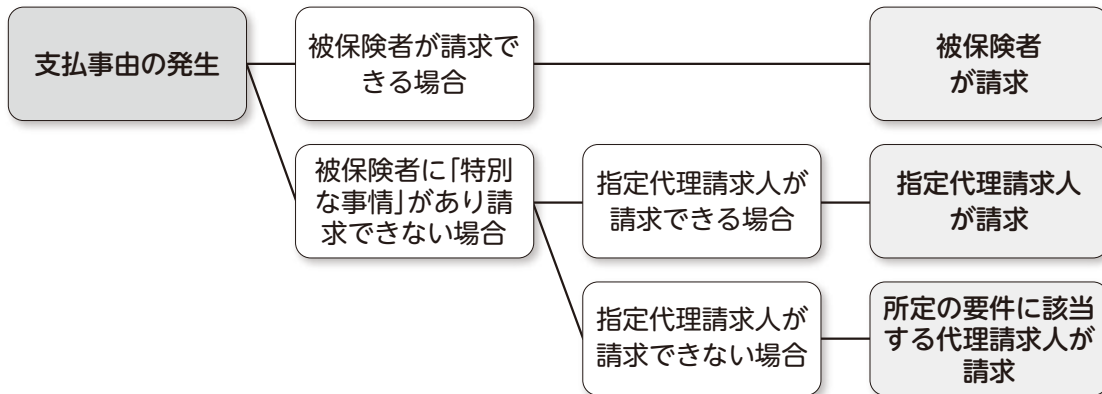 支払事由の発生
被保険者が請求で
きる場合
被保険者
が請求
被保険者に「特別
な事情」があり請
求できない場合
指定代理請求人が
請求できる場合
指定代理請求人
が請求
指定代理請求人が
請求できない場合
所定の要件に該当
する代理請求人が
請求